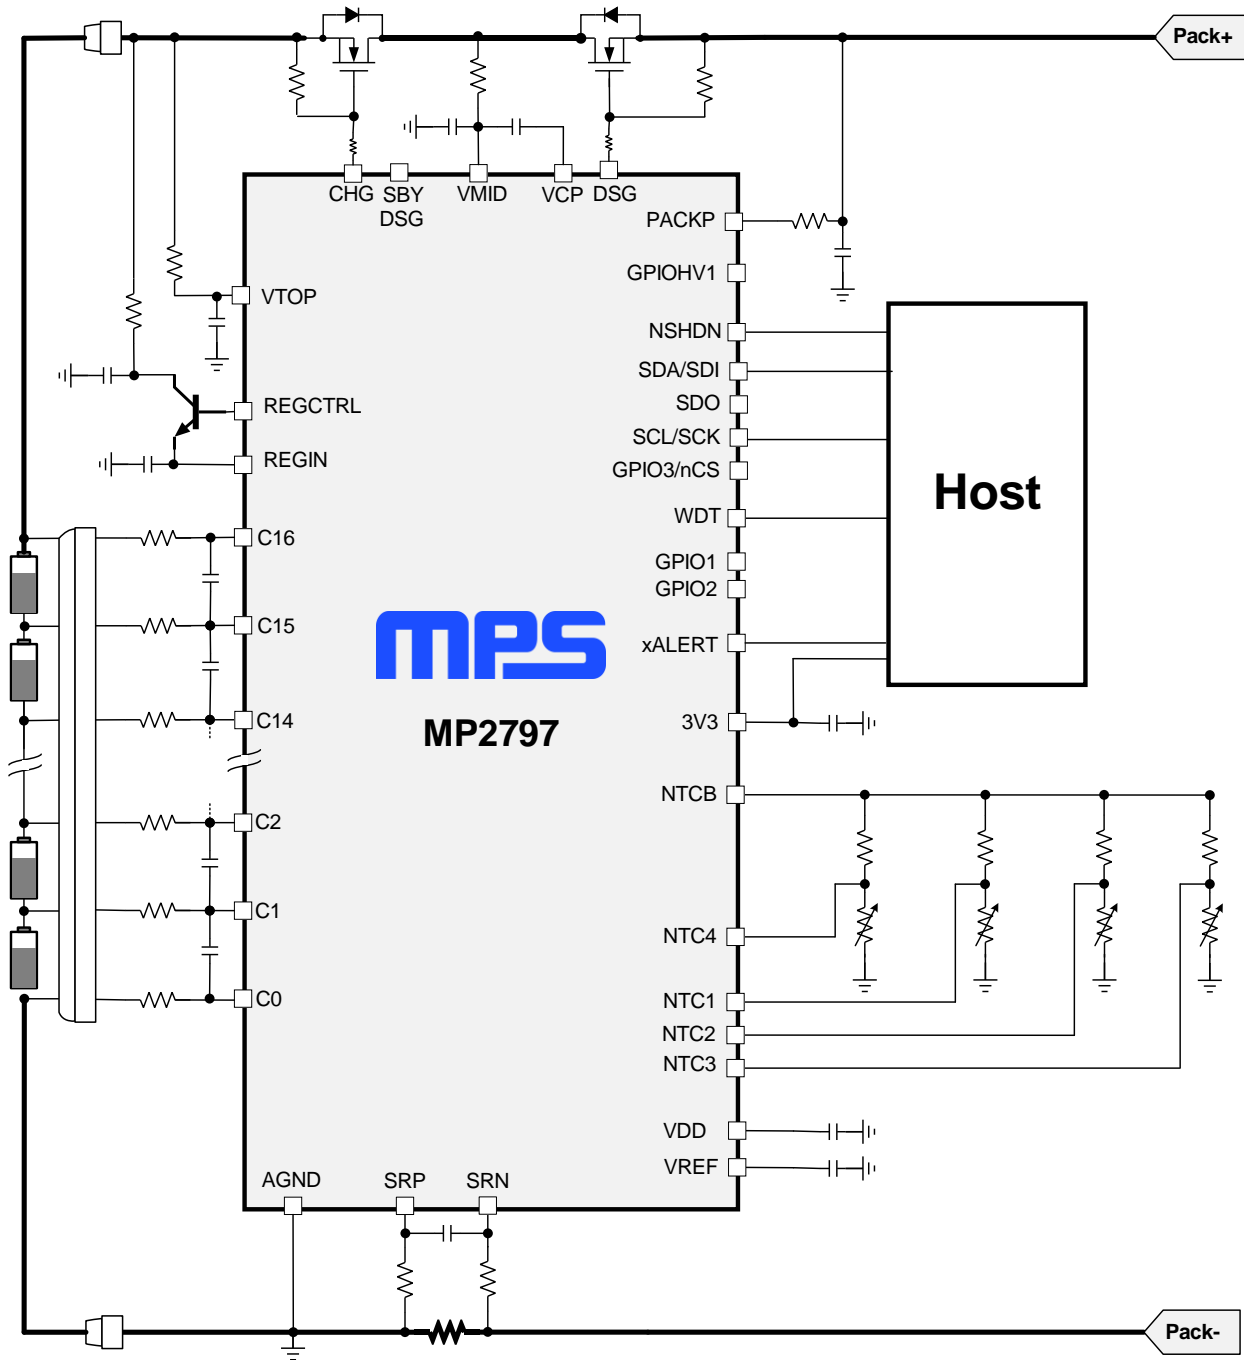 Pack+
CHG
SBY
DSG
VMID
VCP
DSG
PACKP
GPIOHV1
VTOP
NSHDN
SDA/SDI
SDO
REGCTRL
SCL/SCK
REGIN
GPIO3/nCS
Host
WDT
C16
GPIO1
GPIO2
C15
xALERT
mps
C14
3V3
MP2797
NTCB
C2
C1
NTC4
C0
NTC1
NTC2
NTC3
VDD
VREF
AGND
SRP
SRN
Pack-